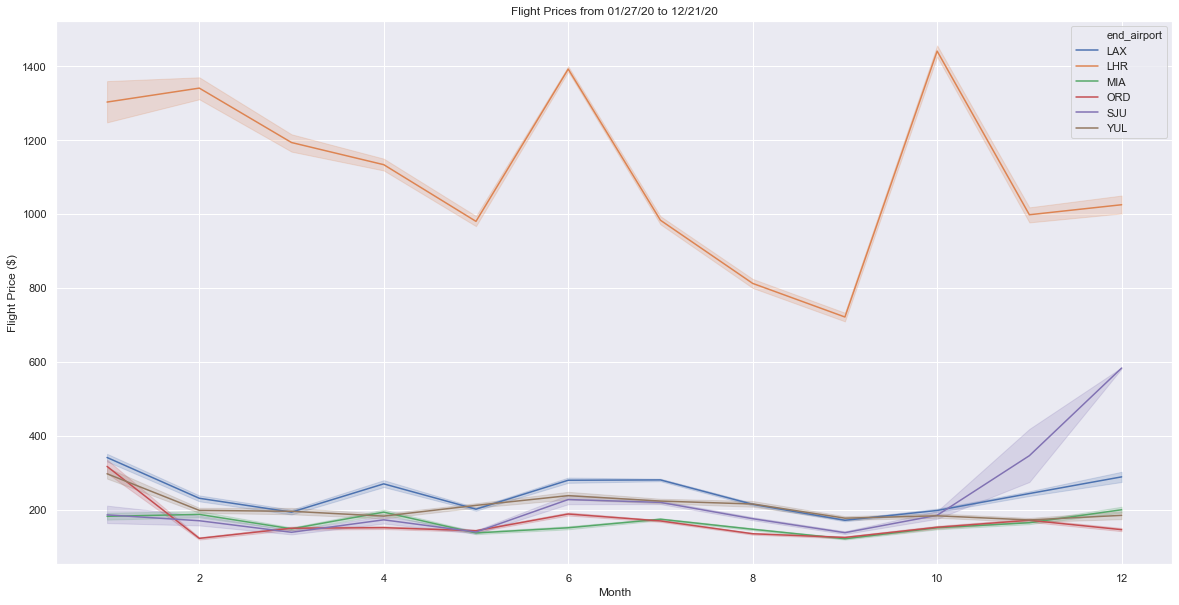 Flight Prices from 01/27/20 to 12/21/20
end_airport
LAX
LHR
MIA
ORD
SJU
YUL
Flight Price ($)
1400
1200
1000
800
600
400
200
2 4 6 8 10 12
Month